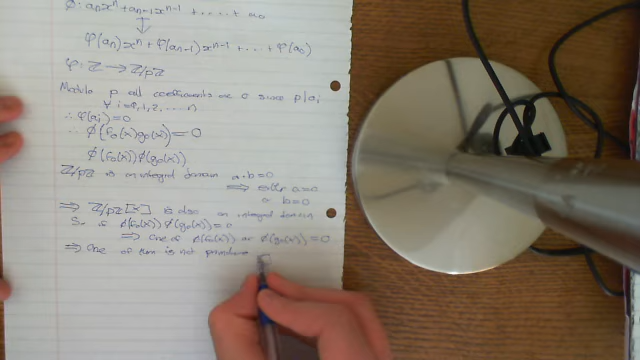 ϕ: aₙxⁿ + aₙ₋₁xⁿ⁻¹ + ..... + a₀
↓
φ(aₙ)xⁿ + φ(aₙ₋₁)xⁿ⁻¹ + ... + φ(a₀)
φ: ℤ → ℤ/pℤ
Modulo p all coefficients are 0 since p|aᵢ
∀ i=0,1,2,.....n
∴ φ(aᵢ)=0
∴ ϕ(f₀(x)g₀(x))=0
ϕ(f₀(x))ϕ(g₀(x))
ℤ/pℤ is an integral domain a·b=0
⟹ either a=0
or b=0
⟹ ℤ/pℤ[x] is also an integral domain
So if ϕ(f₀(x))ϕ(g₀(x))=0
⟹ one of ϕ(f₀(x)) or ϕ(g₀(x))=0
⟹ One of them is not primitive